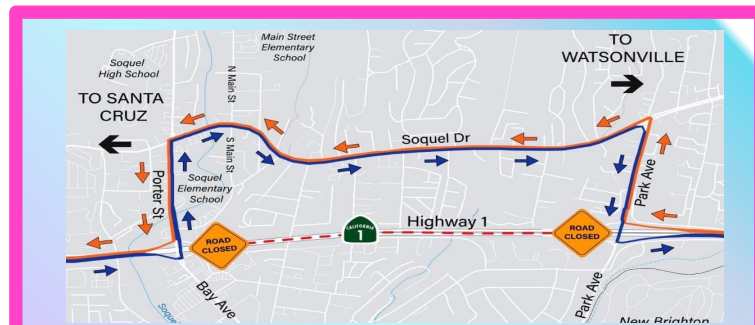 Main Street
Elementary
School
TO
WATSONVILLE
Soquel
High School
N Main St
TO SANTA
CRUZ
Soquel Dr
S Main St
Porter St
Soquel
Elementary
School
Park Ave
Highway 1
CALIFORNIA
1
ROAD
CLOSED
ROAD
CLOSED
Bay Ave
Park Ave
Soquel
New Brighton